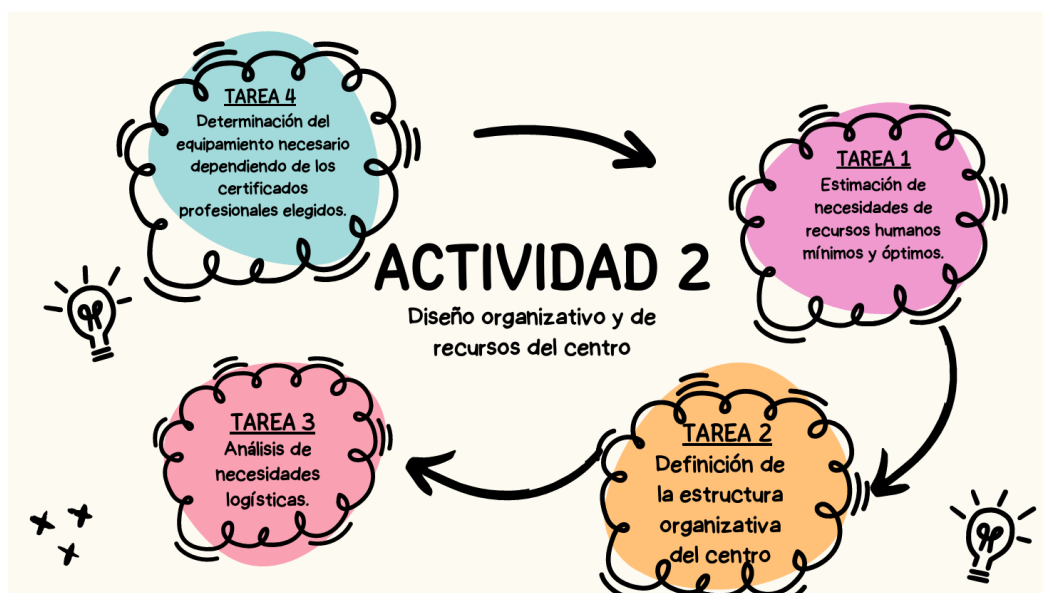 TAREA 4
Determinación del
equipamiento necesario
dependiendo de los
certificados
profesionales elegidos.
TAREA 1
Estimación de
necesidades de
recursos humanos
mínimos y óptimos.
ACTIVIDAD 2
Diseño organizativo y de
recursos del centro
TAREA 3
Análisis de
necesidades
logísticas.
TAREA 2
Definición de
la estructura
organizativa
del centro